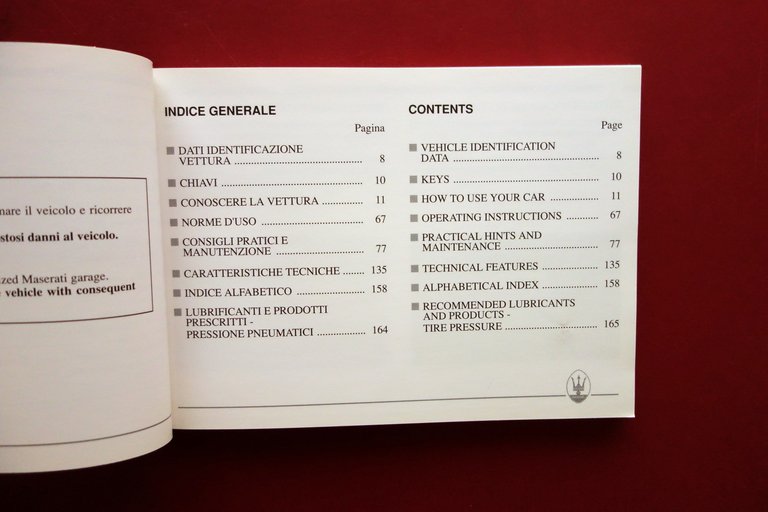 mare il veicolo e ricorrere
stosi danni al veicolo.
zed Maserati garage.
vehicle with consequent
INDICE GENERALE
Pagina
DATI IDENTIFICAZIONE
VETTURA ........................................ 8
CHIAVI ............................................ 10
CONOSCERE LA VETTURA ............ 11
NORME D'USO ................................ 67
CONSIGLI PRATICI E
MANUTENZIONE ............................ 77
CARATTERISTICHE TECNICHE ....... 135
INDICE ALFABETICO ...................... 158
LUBRIFICANTI E PRODOTTI
PRESCRITTI -
PRESSIONE PNEUMATICI ................ 164
CONTENTS
Page
VEHICLE IDENTIFICATION
DATA ................................................ 8
KEYS ................................................ 10
HOW TO USE YOUR CAR ................ 11
OPERATING INSTRUCTIONS .......... 67
PRACTICAL HINTS AND
MAINTENANCE .............................. 77
TECHNICAL FEATURES .................. 135
ALPHABETICAL INDEX .................. 158
RECOMMENDED LUBRICANTS
AND PRODUCTS -
TIRE PRESSURE .............................. 165